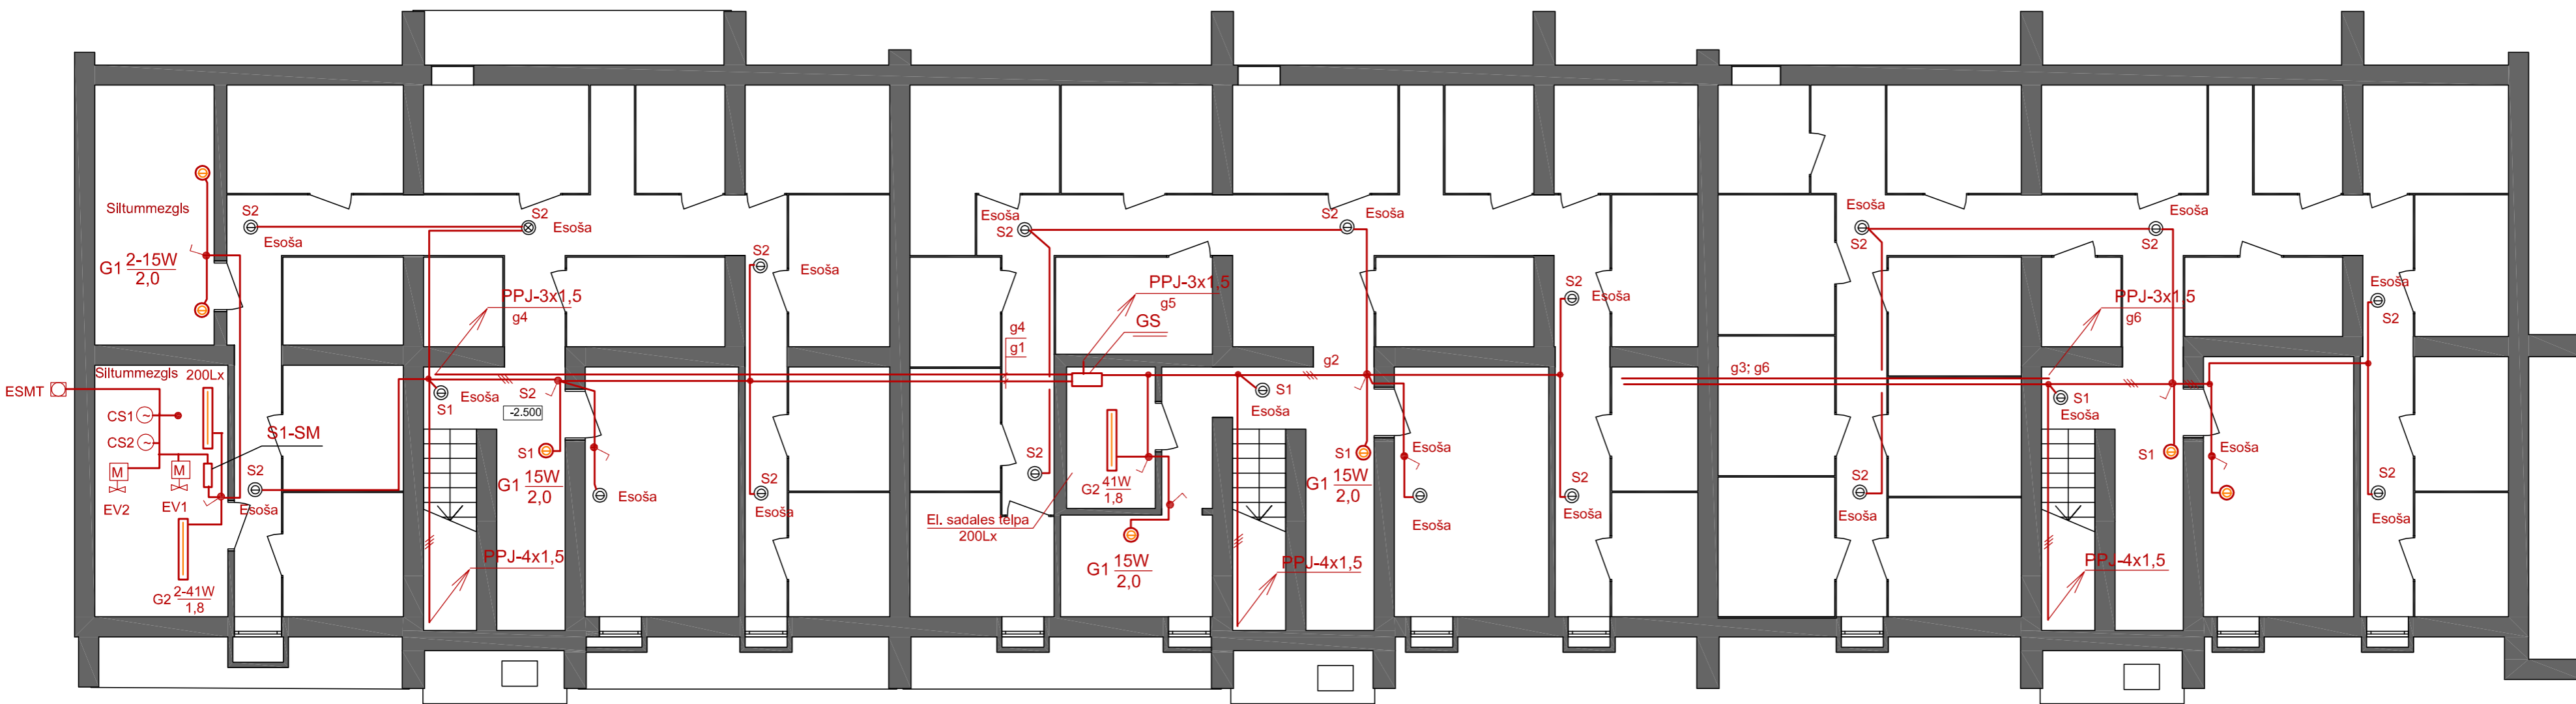 Siltummezgls
G1 2-15W
2,0
S2
Esoša
S2
Esoša
S2
Esoša
PPJ-3x1,5
g4
ESMT
Siltummezgls
200Lx
CS1
CS2
M
EV2
M
EV1
S1-SM
S2
Esoša
G2 2-41W
1,8
S1
Esoša
S2
-2.500
S1
G1 15W
2,0
PPJ-4x1,5
Esoša
S2
Esoša
Esoša
S2
S2
Esoša
PPJ-3x1,5
g5
GS
g4
g1
S2
Esoša
g2
S1
Esoša
S2
G2 41W
1,8
El. sadales telpa
200Lx
G1 15W
2,0
S1
G1 15W
2,0
PPJ-4x1,5
Esoša
Esoša
S2
Esoša
g3; g6
Esoša
S2
Esoša
S2
PPJ-3x1,5
g6
Esoša
S2
S1
Esoša
S2
Esoša
S1
PPJ-4x1,5
Esoša
S2
Esoša